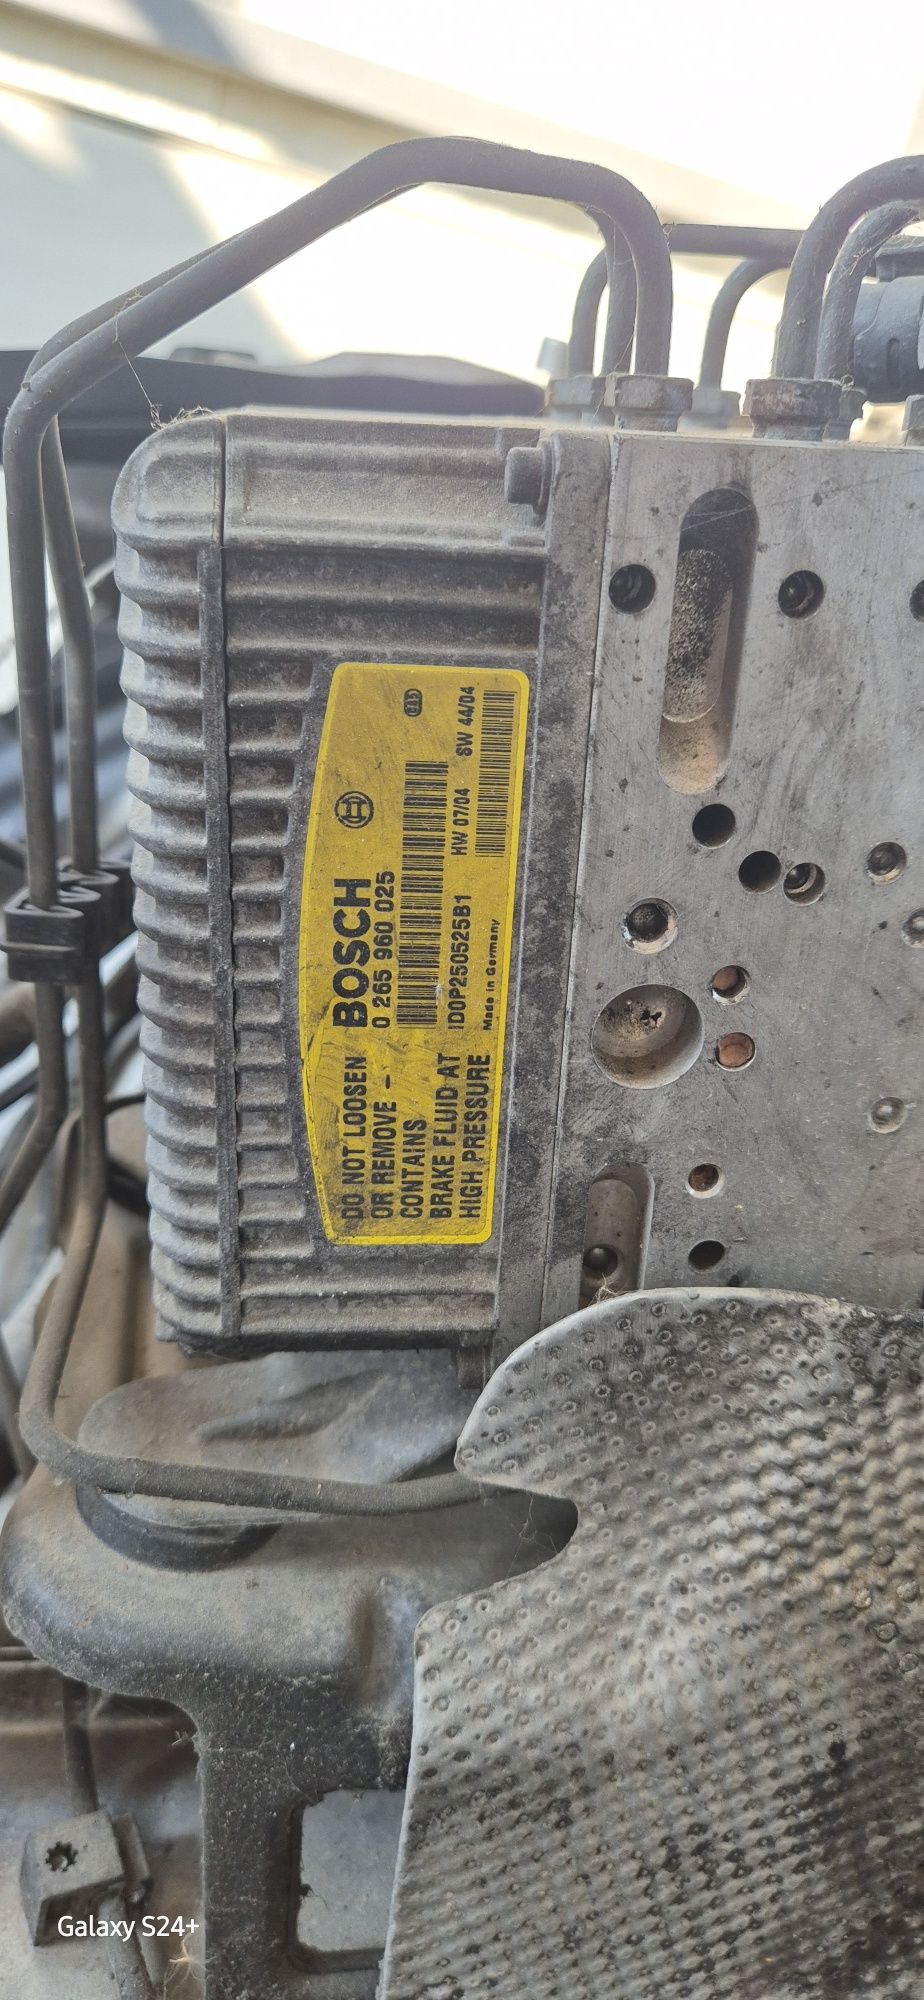 BOSCH
0 265 960 025
HW 07/04 SW 44/04
ID0P250525B1
Made in Germany
DO NOT LOOSEN
OR REMOVE -
CONTAINS
BRAKE FLUID AT
HIGH PRESSURE
Galaxy S24+